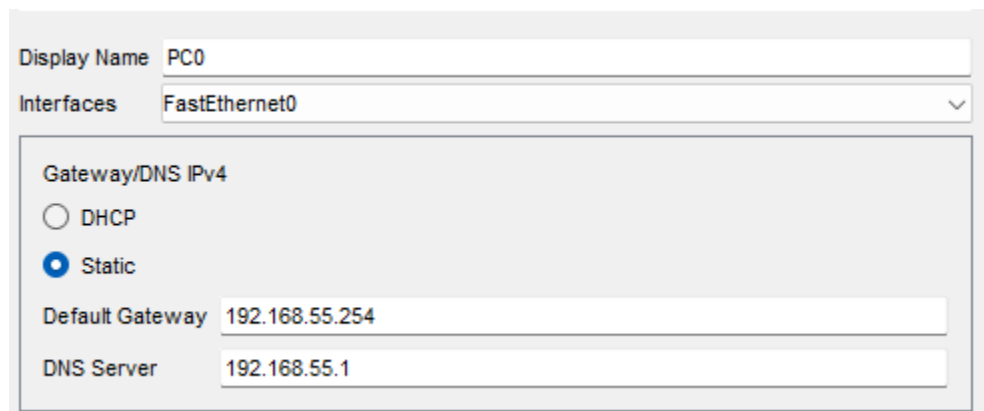 Display Name PC0
Interfaces FastEthernet0
Gateway/DNS IPv4
DHCP
Static
Default Gateway 192.168.55.254
DNS Server 192.168.55.1